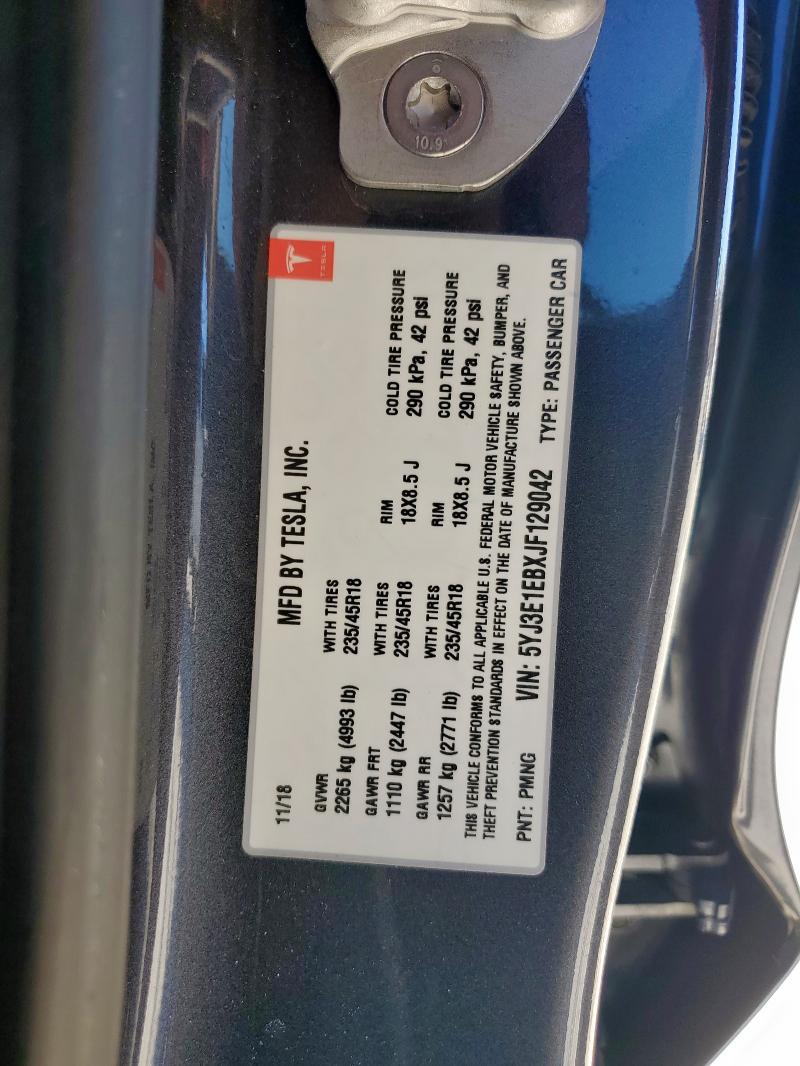 10.9
TESLA
MFD BY TESLA, INC.
11/18
GVWR
2265 kg (4993 lb)
WITH TIRES
235/45R18
RIM
18X8.5 J
COLD TIRE PRESSURE
290 kPa, 42 psi
GAWR FRT
1110 kg (2447 lb)
WITH TIRES
235/45R18
RIM
18X8.5 J
COLD TIRE PRESSURE
290 kPa, 42 psi
GAWR RR
1257 kg (2771 lb)
WITH TIRES
235/45R18
THIS VEHICLE CONFORMS TO ALL APPLICABLE U.S. FEDERAL MOTOR VEHICLE SAFETY, BUMPER, AND
THEFT PREVENTION STANDARDS IN EFFECT ON THE DATE OF MANUFACTURE SHOWN ABOVE.
PNT: PMNG VIN: 5YJ3E1EBXJF129042 TYPE: PASSENGER CAR